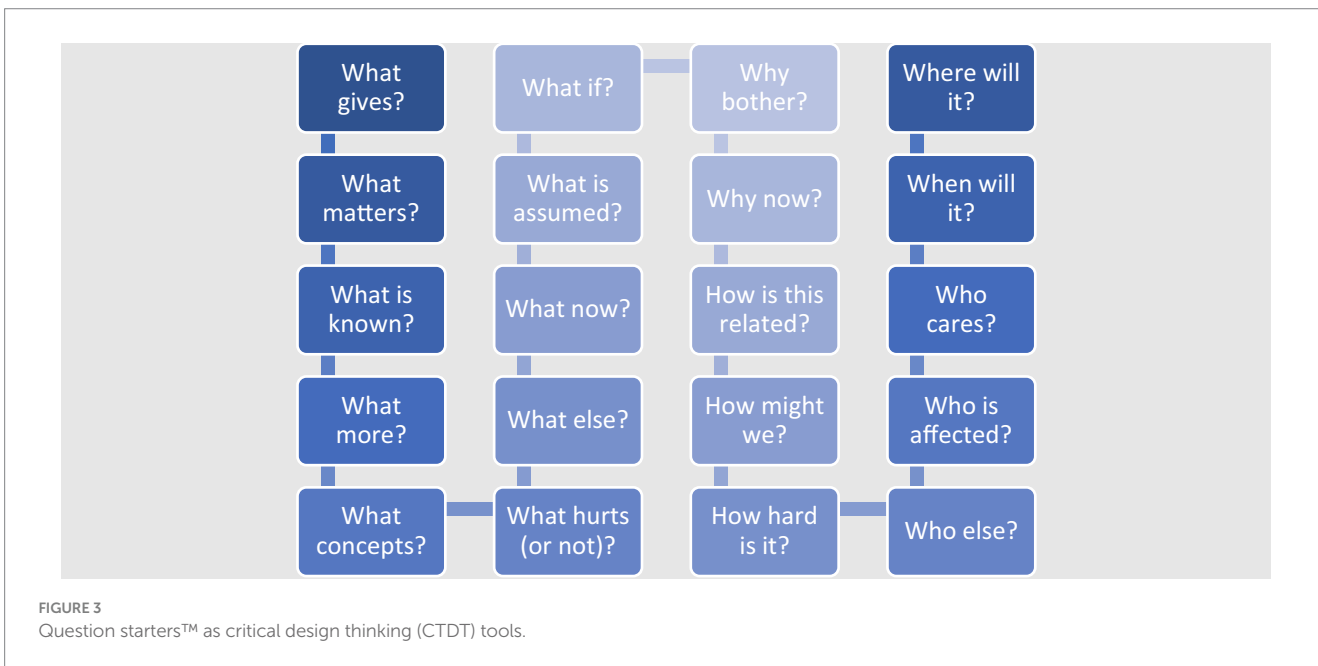 What
gives?
What
matters?
What is
known?
What
more?
What
concepts?
What hurts
(or not)?
What else?
What now?
What is
assumed?
What if?
Why
bother?
Why now?
How is this
related?
How might
we?
How hard
is it?
Who else?
Who is
affected?
Who
cares?
When will
it?
Where will
it?
FIGURE 3
Question starters™ as critical design thinking (CTDT) tools.